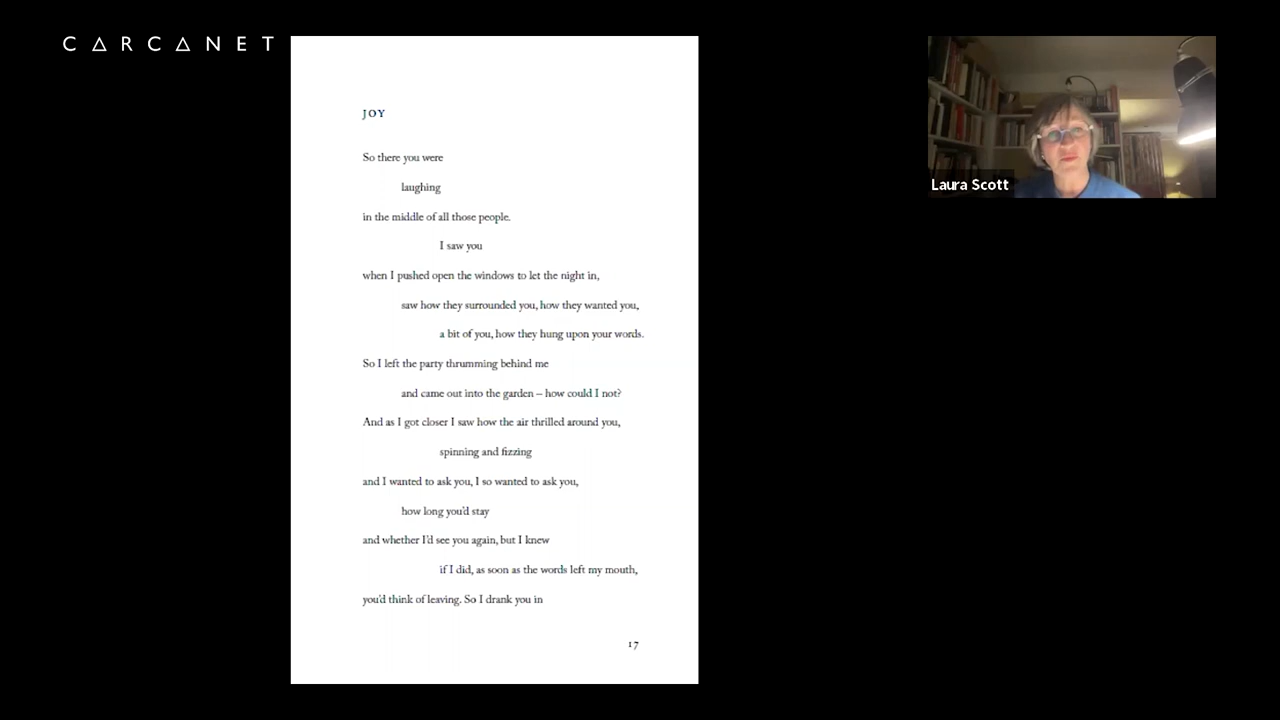 CARCANET
JOY
So there you were
laughing
in the middle of all those people.
I saw you
when I pushed open the windows to let the night in,
saw how they surrounded you, how they wanted you,
a bit of you, how they hung upon your words.
So I left the party thrumming behind me
and came out into the garden – how could I not?
And as I got closer I saw how the air thrilled around you,
spinning and fizzing
and I wanted to ask you, I so wanted to ask you,
how long you'd stay
and whether I'd see you again, but I knew
if I did, as soon as the words left my mouth,
you'd think of leaving. So I drank you in
17
Laura Scott